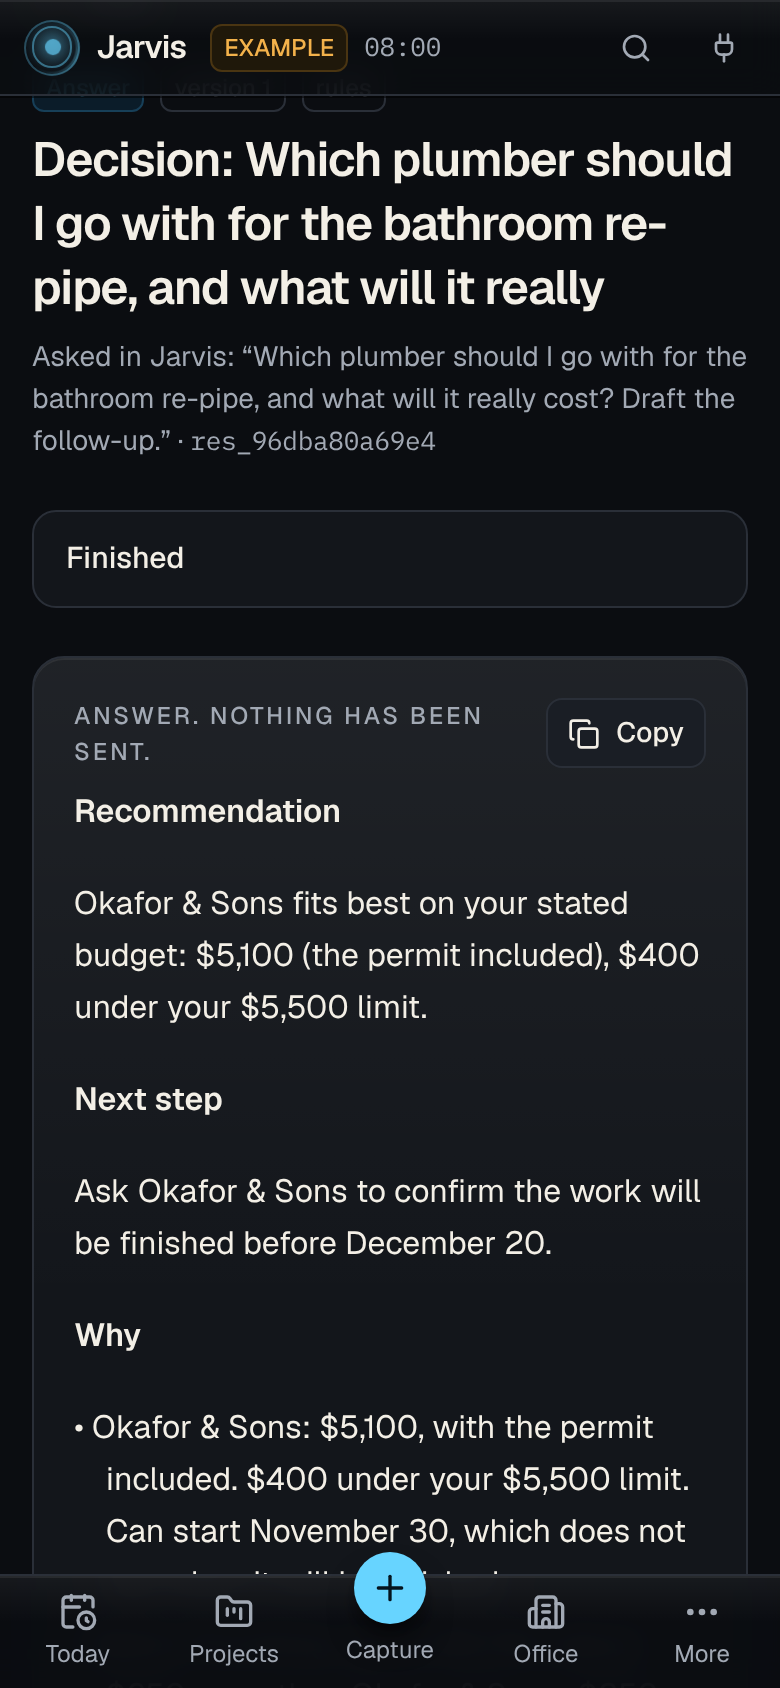 Jarvis EXAMPLE 08:00
Answer version 1 rules
Decision: Which plumber should
I go with for the bathroom re-
pipe, and what will it really
Asked in Jarvis: “Which plumber should I go with for the
bathroom re-pipe, and what will it really cost? Draft the
follow-up.” · res_96dba80a69e4
Finished
ANSWER. NOTHING HAS BEEN
SENT.
Copy
Recommendation
Okafor & Sons fits best on your stated
budget: $5,100 (the permit included), $400
under your $5,500 limit.
Next step
Ask Okafor & Sons to confirm the work will
be finished before December 20.
Why
• Okafor & Sons: $5,100, with the permit
included. $400 under your $5,500 limit.
Can start November 30, which does not
Today Projects Capture Office More